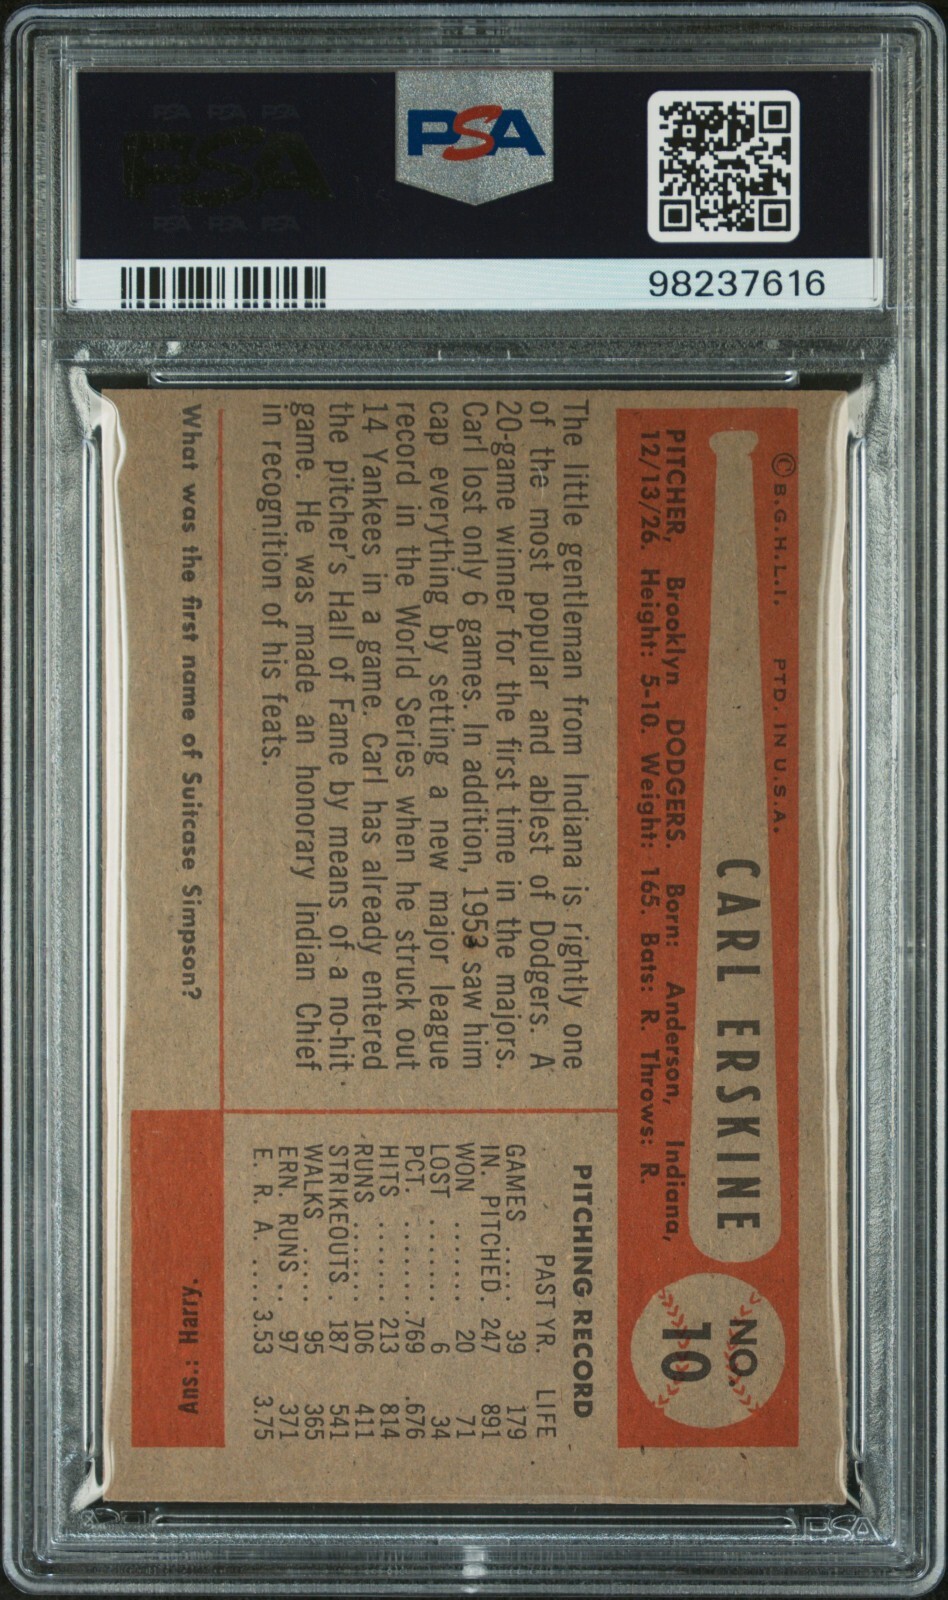 PSA PSA PSA
PSA
PSA PSA PSA
PSA
98237616
© B.G.H.L.I. PTD. IN U.S.A.
CARL ERSKINE
NO.
10
PITCHER, Brooklyn DODGERS. Born: Anderson, Indiana,
12/13/26. Height: 5-10. Weight: 165. Bats: R. Throws: R.
The little gentleman from Indiana is rightly one
of the most popular and ablest of Dodgers. A
20-game winner for the first time in the majors.
Carl lost only 6 games. In addition, 1953 saw him
cap everything by setting a new major league
record in the World Series when he struck out
14 Yankees in a game. Carl has already entered
the pitcher's Hall of Fame by means of a no-hit
game. He was made an honorary Indian Chief
in recognition of his feats.
PITCHING RECORD
PAST YR. LIFE
GAMES ..... 39 179
IN. PITCHED. 247 891
WON ...... 20 71
LOST ...... 6 34
PCT. ....... .769 .676
HITS ....... 213 814
RUNS ...... 106 411
STRIKEOUTS . 187 541
WALKS ..... 95 365
ERN. RUNS .. 97 371
E. R. A. .... 3.53 3.75
What was the first name of Suitcase Simpson?
Ans.: Harry.
PSA